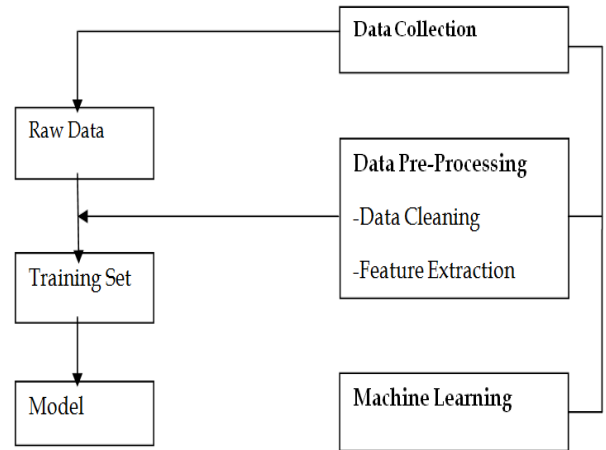 Data Collection
Raw Data
Data Pre-Processing
-Data Cleaning
-Feature Extraction
Training Set
Model
Machine Learning